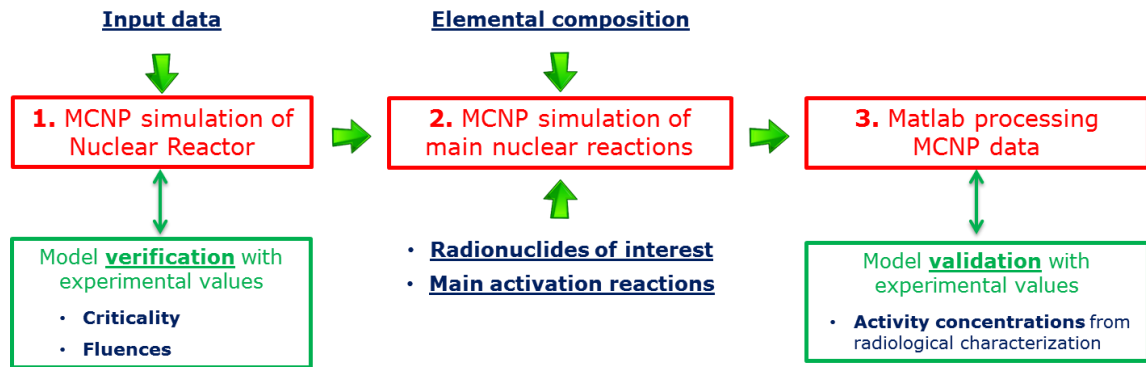 Input data
Elemental composition
1. MCNP simulation of
Nuclear Reactor
2. MCNP simulation of
main nuclear reactions
3. Matlab processing
MCNP data
Model verification with
experimental values
• Criticality
• Fluences
• Radionuclides of interest
• Main activation reactions
Model validation with
experimental values
• Activity concentrations from
radiological characterization